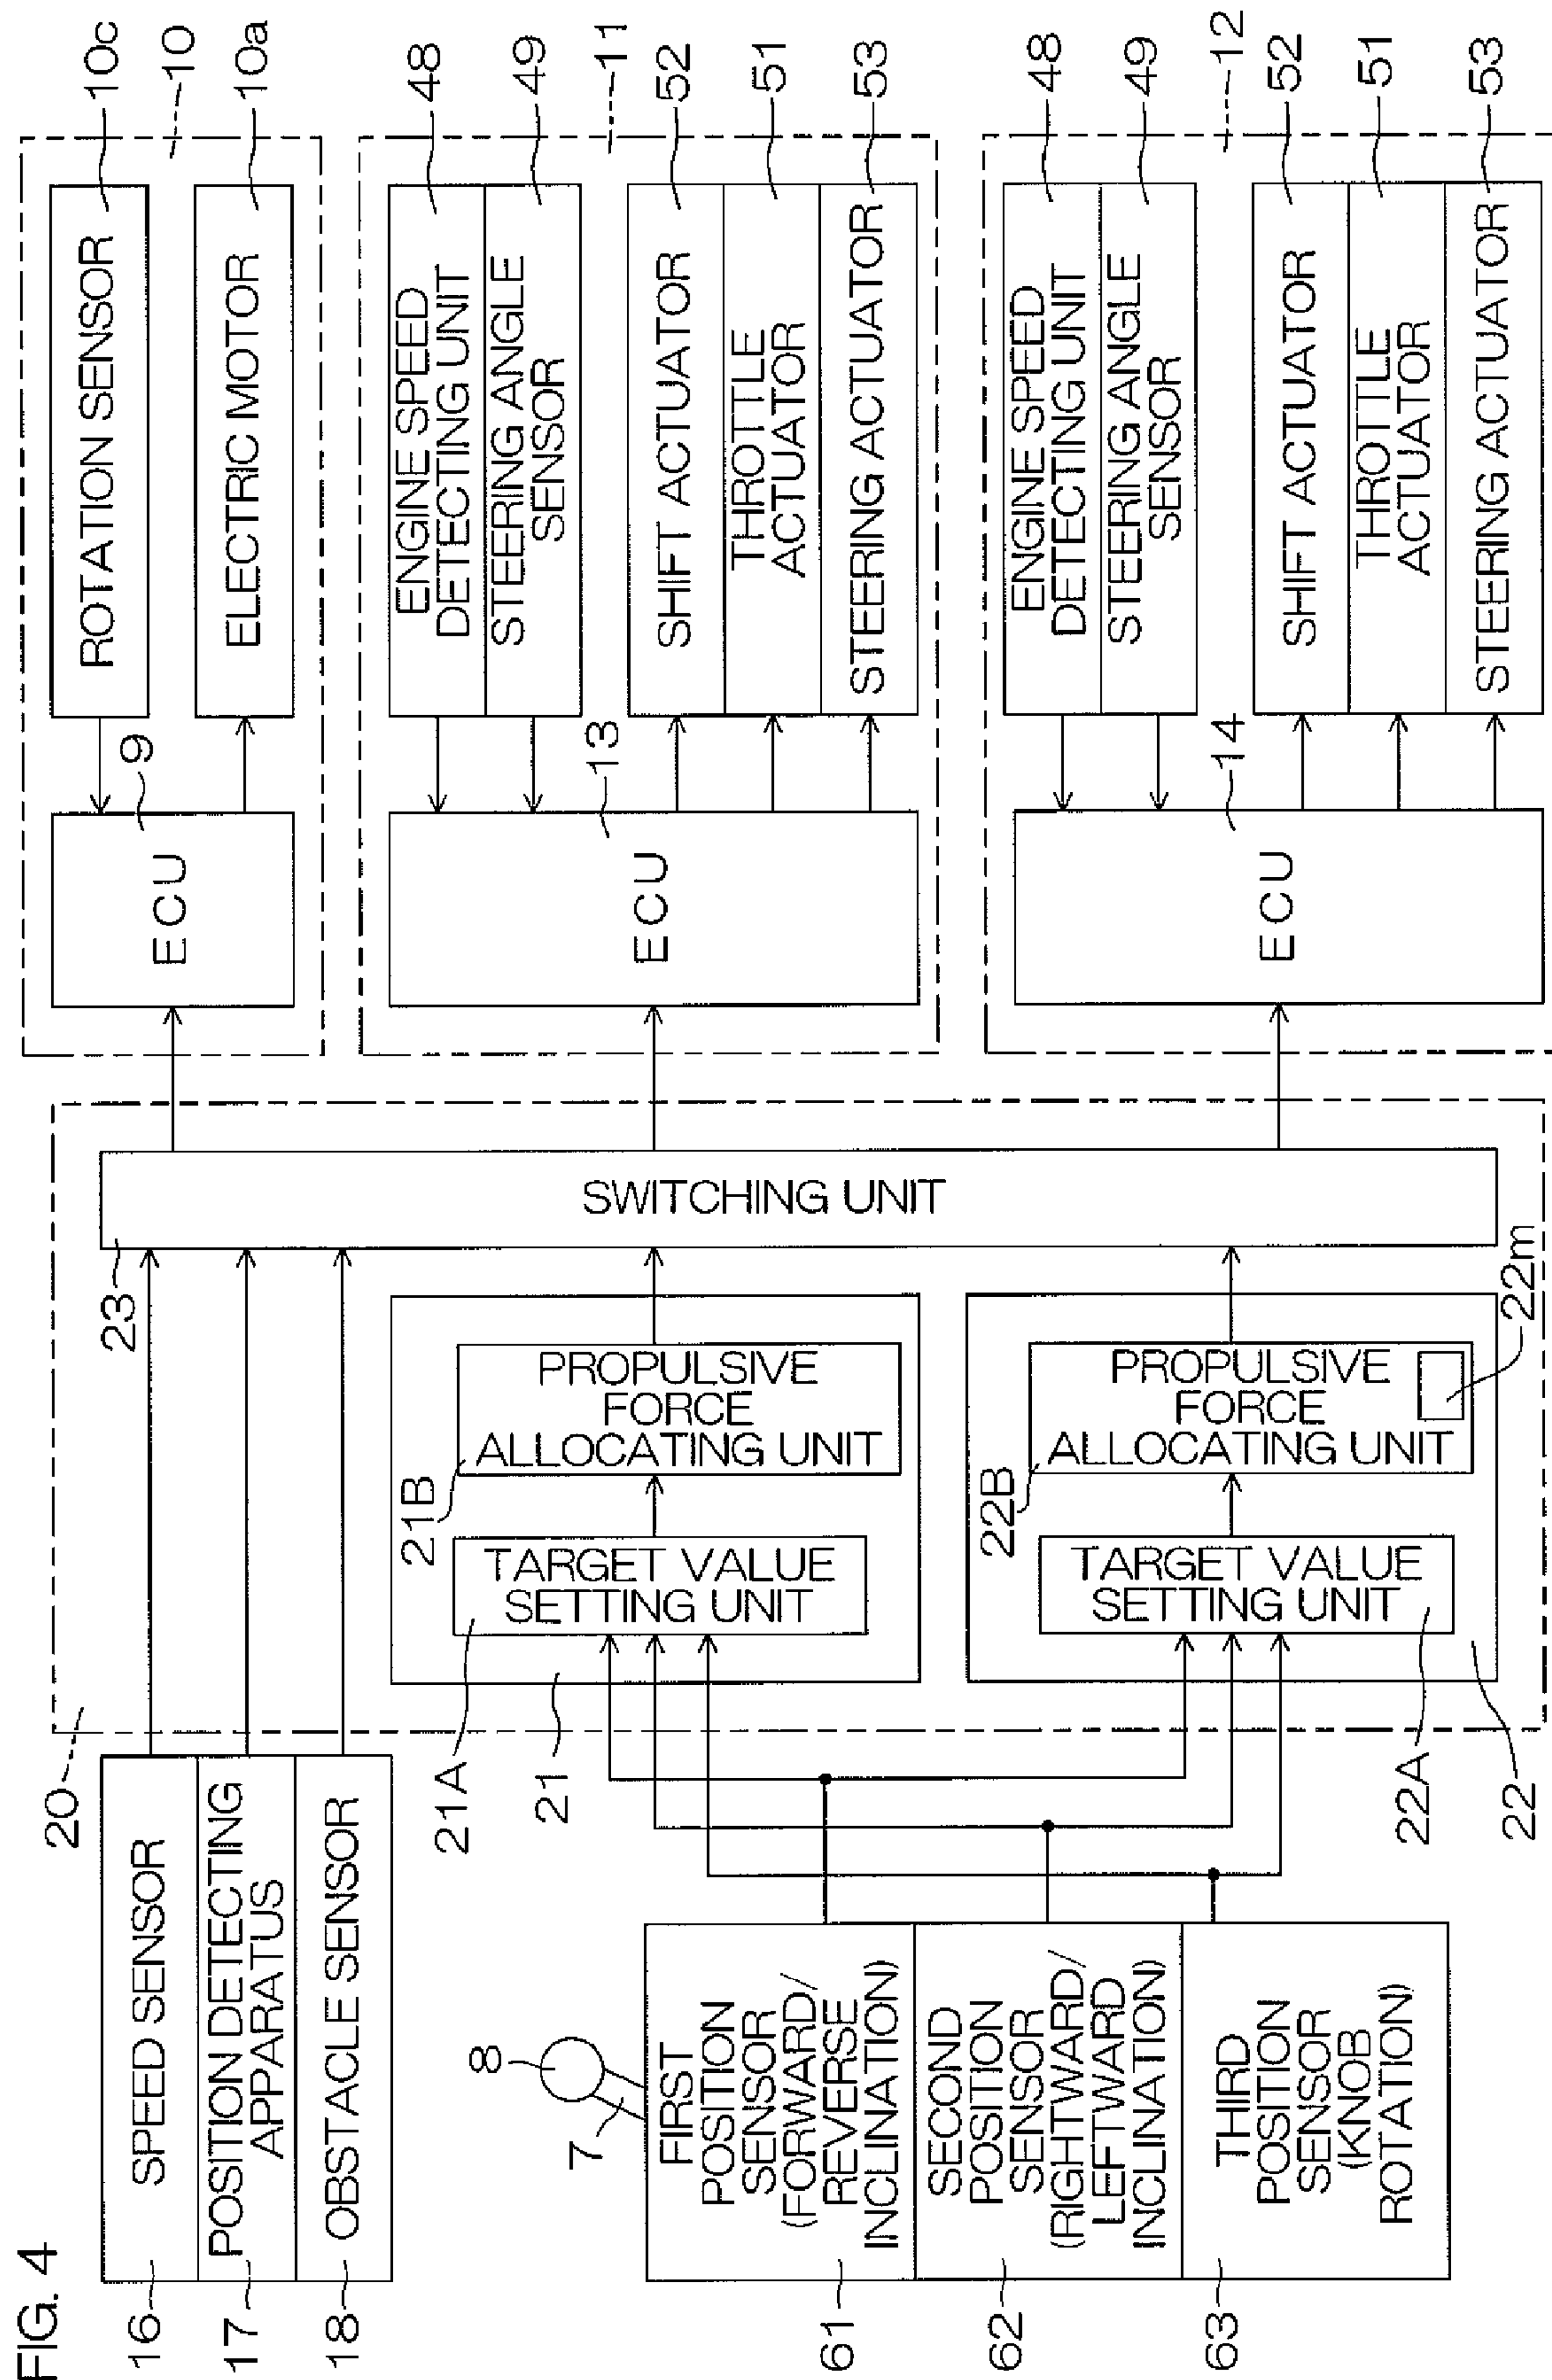 FIG. 4
16
SPEED SENSOR
17
POSITION DETECTING
APPARATUS
18
OBSTACLE SENSOR
20
23
SWITCHING UNIT
8
7
61
FIRST
POSITION
SENSOR
(FORWARD/
REVERSE
INCLINATION)
62
SECOND
POSITION
SENSOR
(RIGHTWARD/
LEFTWARD
INCLINATION)
63
THIRD
POSITION
SENSOR
(KNOB
ROTATION)
21
21A
TARGET VALUE
SETTING UNIT
21B
PROPULSIVE
FORCE
ALLOCATING UNIT
22
22A
TARGET VALUE
SETTING UNIT
22B
PROPULSIVE
FORCE
ALLOCATING UNIT
22m
9
ECU
ROTATION SENSOR
10c
10
ELECTRIC MOTOR
10a
13
ECU
ENGINE SPEED
DETECTING UNIT
48
STEERING ANGLE
SENSOR
49
11
SHIFT ACTUATOR
52
THROTTLE
ACTUATOR
51
STEERING ACTUATOR
53
14
ECU
ENGINE SPEED
DETECTING UNIT
48
STEERING ANGLE
SENSOR
49
12
SHIFT ACTUATOR
52
THROTTLE
ACTUATOR
51
STEERING ACTUATOR
53